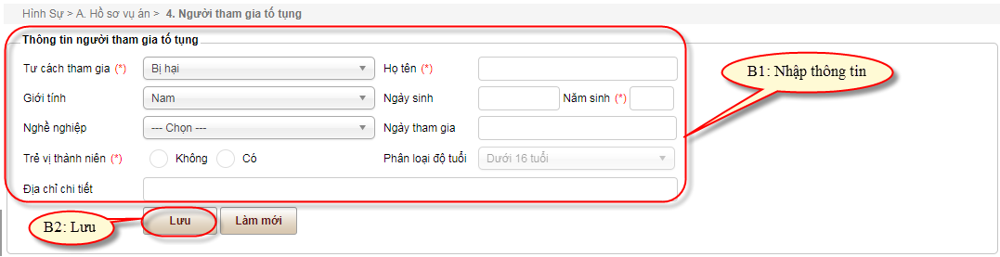 Hình Sự > A. Hồ sơ vụ án > 4. Người tham gia tố tụng
Thông tin người tham gia tố tụng
Tư cách tham gia (*) Bị hại Họ tên (*)
B1: Nhập thông tin
Giới tính Nam Ngày sinh Năm sinh (*)
Nghề nghiệp --- Chọn --- Ngày tham gia
Trẻ vị thành niên (*) Không Có Phân loại độ tuổi Dưới 16 tuổi
Địa chỉ chi tiết
B2: Lưu Lưu Làm mới